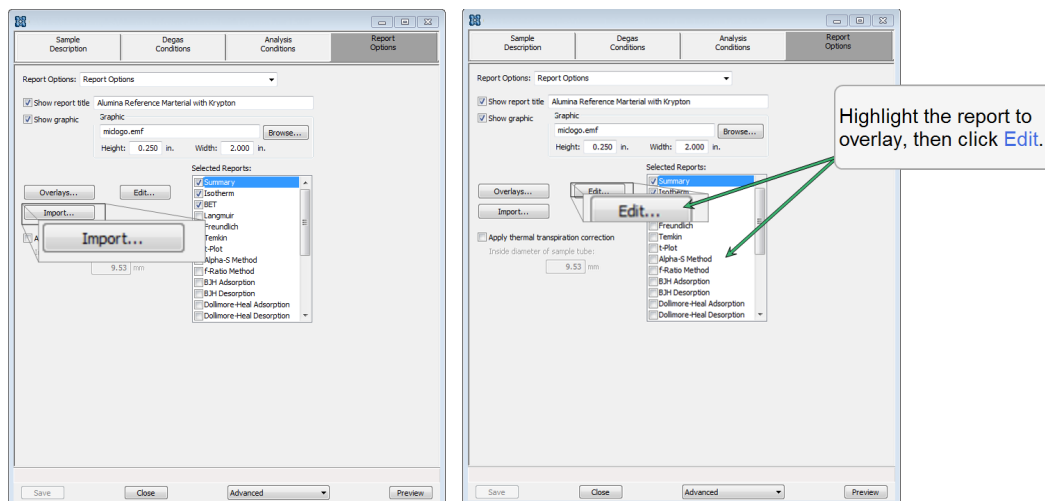 Sample Description
Degas Conditions
Analysis Conditions
Report Options
Report Options: Report Options
Show report title Alumina Reference Marterial with Krypton
Show graphic
Graphic
miclogo.emf Browse...
Height: 0.250 in. Width: 2.000 in.
Selected Reports:
Summary
Overlays... Edit... Isotherm
BET
Import... Langmuir
Freundlich
A
Import...
Temkin
t-Plot
Alpha-S Method
9.53 mm f-Ratio Method
BJH Adsorption
BJH Desorption
Dollimore-Heal Adsorption
Dollimore-Heal Desorption
Save Close Advanced Preview
Sample Description
Degas Conditions
Analysis Conditions
Report Options
Report Options: Report Options
Show report title Alumina Reference Marterial with Krypton
Show graphic
Graphic
miclogo.emf Browse...
Height: 0.250 in. Width: 2.000 in.
Selected Reports:
Summary
Overlays... Edit... Isotherm
Import... Edit...
Freundlich
Apply thermal transpiration correction Temkin
t-Plot
Inside diameter of sample tube: Alpha-S Method
9.53 mm f-Ratio Method
BJH Adsorption
BJH Desorption
Dollimore-Heal Adsorption
Dollimore-Heal Desorption
Save Close Advanced Preview
Highlight the report to
overlay, then click Edit.